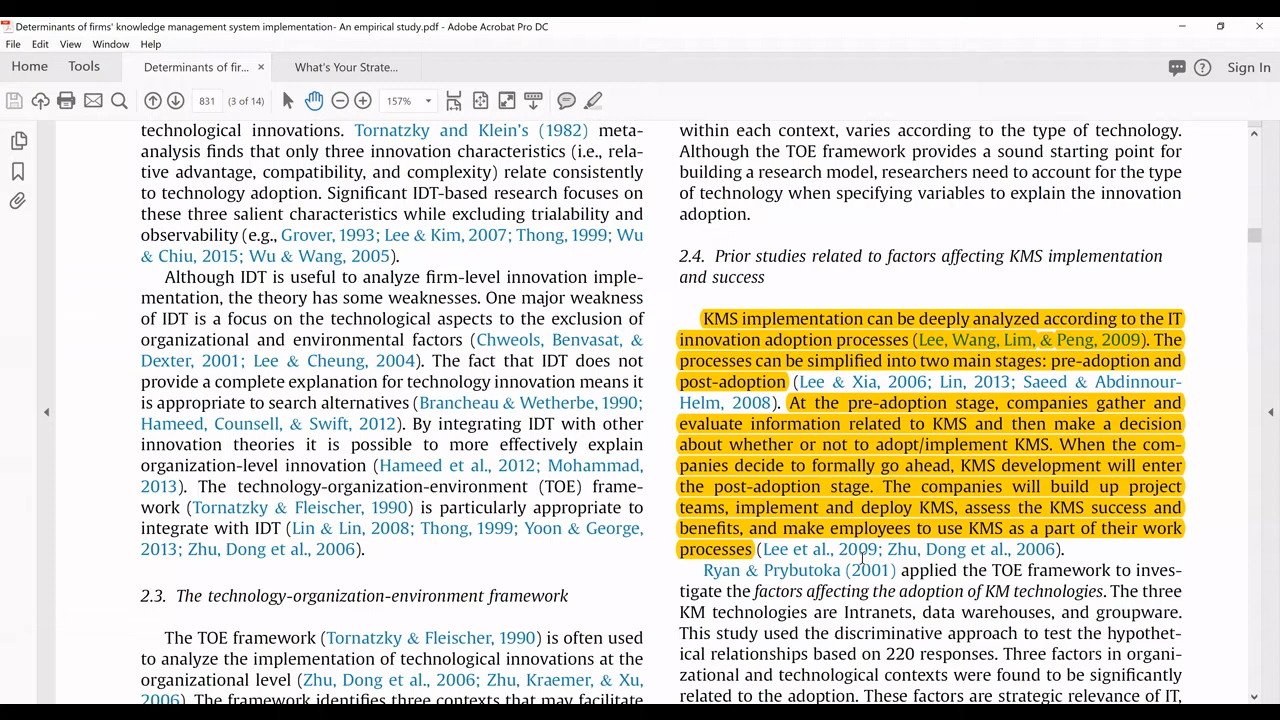 Determinants of firms' knowledge management system implementation- An empirical study.pdf - Adobe Acrobat Pro DC
File Edit View Window Help
Home Tools Determinants of fir... × What's Your Strate... Sign In
831 (3 of 14) 157%
technological innovations. Tornatzky and Klein's (1982) meta-
analysis finds that only three innovation characteristics (i.e., rela-
tive advantage, compatibility, and complexity) relate consistently
to technology adoption. Significant IDT-based research focuses on
these three salient characteristics while excluding trialability and
observability (e.g., Grover, 1993; Lee & Kim, 2007; Thong, 1999; Wu
& Chiu, 2015; Wu & Wang, 2005).
Although IDT is useful to analyze firm-level innovation imple-
mentation, the theory has some weaknesses. One major weakness
of IDT is a focus on the technological aspects to the exclusion of
organizational and environmental factors (Chweols, Benvasat, &
Dexter, 2001; Lee & Cheung, 2004). The fact that IDT does not
provide a complete explanation for technology innovation means it
is appropriate to search alternatives (Brancheau & Wetherbe, 1990;
Hameed, Counsell, & Swift, 2012). By integrating IDT with other
innovation theories it is possible to more effectively explain
organization-level innovation (Hameed et al., 2012; Mohammad,
2013). The technology-organization-environment (TOE) frame-
work (Tornatzky & Fleischer, 1990) is particularly appropriate to
integrate with IDT (Lin & Lin, 2008; Thong, 1999; Yoon & George,
2013; Zhu, Dong et al., 2006).
2.3. The technology-organization-environment framework
The TOE framework (Tornatzky & Fleischer, 1990) is often used
to analyze the implementation of technological innovations at the
organizational level (Zhu, Dong et al., 2006; Zhu, Kraemer, & Xu,
2006). The framework identifies three contexts that may facilitate
within each context, varies according to the type of technology.
Although the TOE framework provides a sound starting point for
building a research model, researchers need to account for the type
of technology when specifying variables to explain the innovation
adoption.
2.4. Prior studies related to factors affecting KMS implementation
and success
KMS implementation can be deeply analyzed according to the IT
innovation adoption processes (Lee, Wang, Lim, & Peng, 2009). The
processes can be simplified into two main stages: pre-adoption and
post-adoption (Lee & Xia, 2006; Lin, 2013; Saeed & Abdinnour-
Helm, 2008). At the pre-adoption stage, companies gather and
evaluate information related to KMS and then make a decision
about whether or not to adopt/implement KMS. When the com-
panies decide to formally go ahead, KMS development will enter
the post-adoption stage. The companies will build up project
teams, implement and deploy KMS, assess the KMS success and
benefits, and make employees to use KMS as a part of their work
processes (Lee et al., 2009; Zhu, Dong et al., 2006).
Ryan & Prybutoka (2001) applied the TOE framework to inves-
tigate the factors affecting the adoption of KM technologies. The three
KM technologies are Intranets, data warehouses, and groupware.
This study used the discriminative approach to test the hypothet-
ical relationships based on 220 responses. Three factors in organi-
zational and technological contexts were found to be significantly
related to the adoption. These factors are strategic relevance of IT,